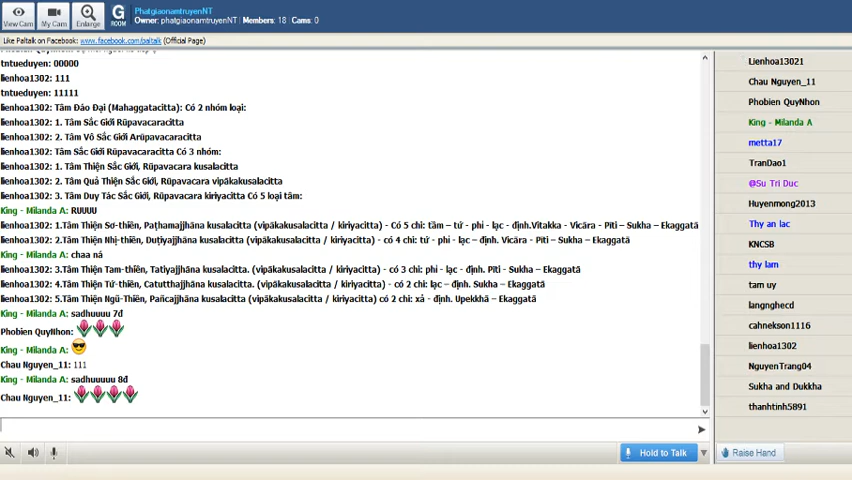 View Cam
My Cam
Enlarge
G
ROOM
PhatgiaonamtruyenNT
Owner: phatgiaonamtruyenNT | Members: 18 | Cams: 0
Like Paltalk on Facebook: www.facebook.com/paltalk (Official Page)
tntueduyen: 00000
lienhoa1302: 111
tntueduyen: 11111
lienhoa1302: Tâm Đáo Đại (Mahaggatacitta): Có 2 nhóm loại:
lienhoa1302: 1. Tâm Sắc Giới Rūpavacaracitta
lienhoa1302: 2. Tâm Vô Sắc Giới Arūpavacaracitta
lienhoa1302: Tâm Sắc Giới Rūpavacaracitta Có 3 nhóm:
lienhoa1302: 1. Tâm Thiện Sắc Giới, Rūpavacara kusalacitta
lienhoa1302: 2. Tâm Quả Thiện Sắc Giới, Rūpavacara vipākakusalacitta
lienhoa1302: 3. Tâm Duy Tác Sắc Giới, Rūpavacara kiriyacitta Có 5 loại tâm:
King - Milanda A: RUUUU
lienhoa1302: 1.Tâm Thiện Sơ-thiền, Paṭhamajjhāna kusalacitta (vipākakusalacitta / kiriyacitta) - Có 5 chi: tầm – tứ - phi - lạc - định.Vitakka - Vicāra - Pīti – Sukha – Ekaggatā
lienhoa1302: 2.Tâm Thiện Nhị-thiền, Duṭiyajjhāna kusalacitta (vipākakusalacitta / kiriyacitta) - có 4 chi: tứ - phi - lạc – định. Vicāra - Pīti – Sukha – Ekaggatā
King - Milanda A: chaa ná
lienhoa1302: 3.Tâm Thiện Tam-thiền, Tatiyajjhāna kusalacitta. (vipākakusalacitta / kiriyacitta) - có 3 chi: phi - lạc - định. Pīti - Sukha – Ekaggatā
lienhoa1302: 4.Tâm Thiện Tứ-thiền, Catutthajjhāna kusalacitta. (vipākakusalacitta / kiriyacitta) có 2 chi: lạc – định. Sukha – Ekaggatā
lienhoa1302: 5.Tâm Thiện Ngũ-Thiền, Pañcajjhāna kusalacitta (vipākakusalacitta / kiriyacitta) có 2 chi: xả - định. Upekkhā – Ekaggatā
King - Milanda A: sadhuuuu 7đ
Phobien QuyNhon:
King - Milanda A:
Chau Nguyen_11: 111
King - Milanda A: sadhuuuuu 8đ
Chau Nguyen_11:
Hold to Talk
Lienhoa13021
Chau Nguyen_11
Phobien QuyNhon
King - Milanda A
metta17
TranDao1
@Su Tri Duc
Huyenmong2013
Thy an lac
KNCSB
thy lam
tam uy
langnghecd
cahnekson1116
lienhoa1302
NguyenTrang04
Sukha and Dukkha
thanhtinh5891
Raise Hand